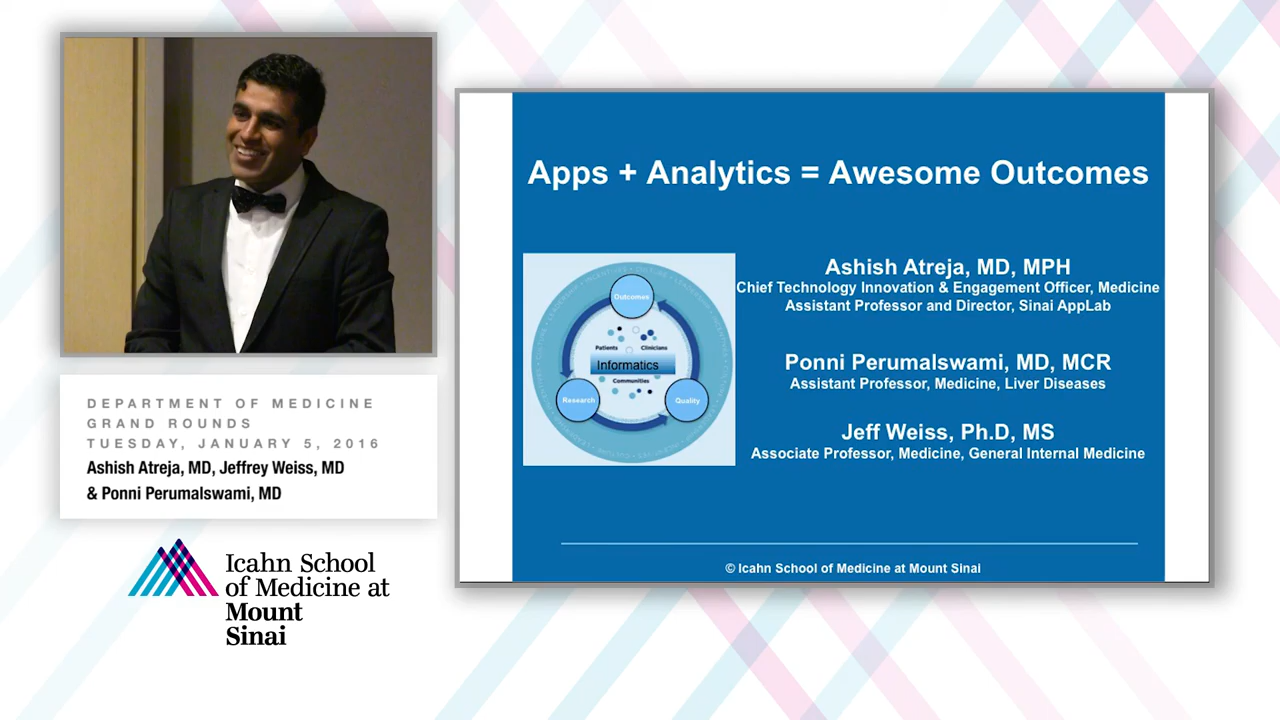 DEPARTMENT OF MEDICINE
GRAND ROUNDS
TUESDAY, JANUARY 5, 2016
Ashish Atreja, MD, Jeffrey Weiss, MD
& Ponni Perumalswami, MD
Icahn School
of Medicine at
Mount
Sinai
Apps + Analytics = Awesome Outcomes
Outcomes
Patients
Clinicians
Informatics
Communities
Research
Quality
Ashish Atreja, MD, MPH
Chief Technology Innovation & Engagement Officer, Medicine
Assistant Professor and Director, Sinai AppLab
Ponni Perumalswami, MD, MCR
Assistant Professor, Medicine, Liver Diseases
Jeff Weiss, Ph.D, MS
Associate Professor, Medicine, General Internal Medicine
© Icahn School of Medicine at Mount Sinai